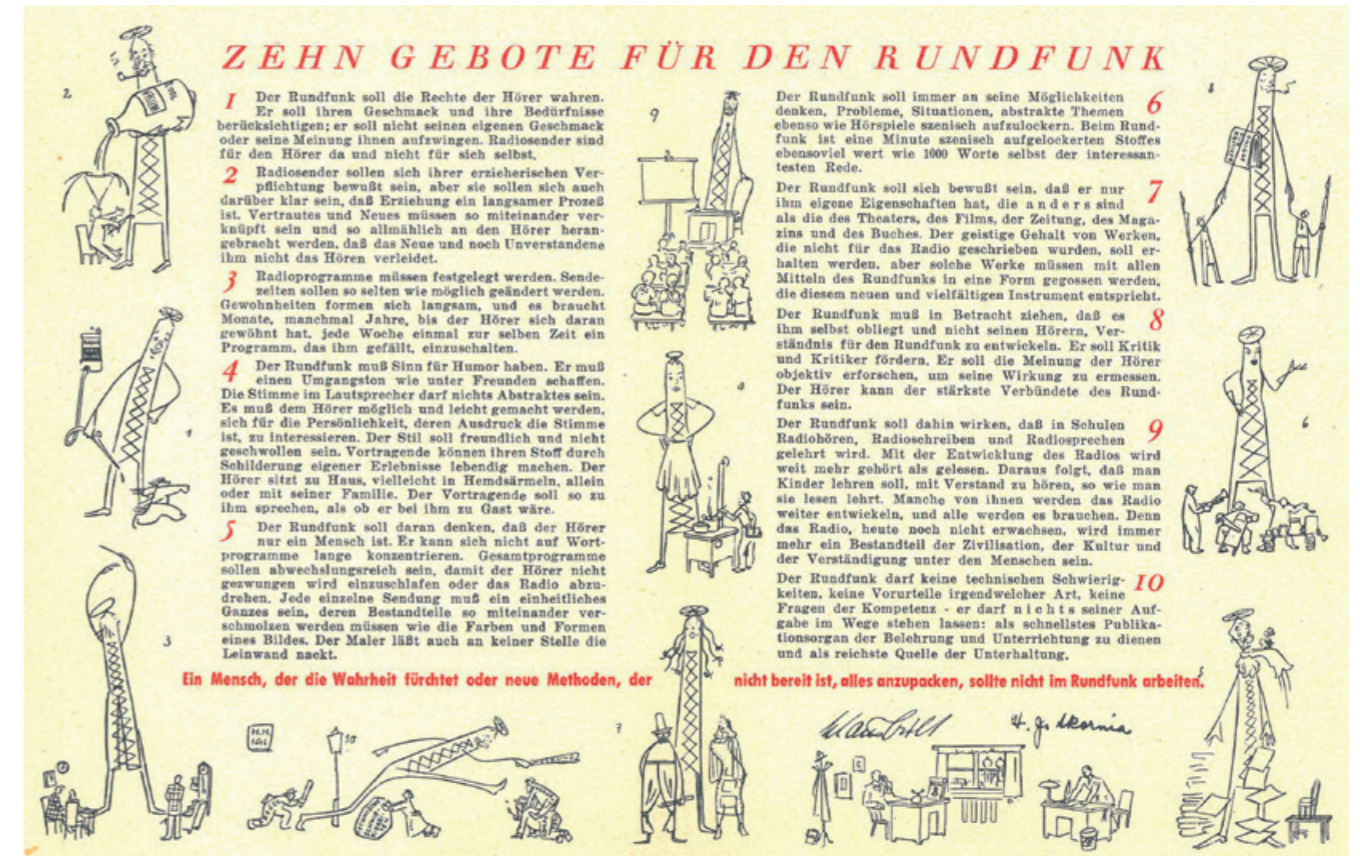 ZEHN GEBOTE FÜR DEN RUNDFUNK
1 Der Rundfunk soll die Rechte der Hörer wahren.
Er soll ihren Geschmack und ihre Bedürfnisse
berücksichtigen; er soll nicht seinen eigenen Geschmack
oder seine Meinung ihnen aufzwingen. Radiosender sind
für den Hörer da und nicht für sich selbst.
2 Radiosender sollen sich ihrer erzieherischen Ver-
pflichtung bewußt sein, aber sie sollen sich auch
darüber klar sein, daß Erziehung ein langsamer Prozeß
ist. Vertrautes und Neues müssen so miteinander ver-
knüpft sein und so allmählich an den Hörer heran-
gebracht werden, daß das Neue und noch Unverstandene
ihm nicht das Hören verleidet.
3 Radioprogramme müssen festgelegt werden. Sende-
zeiten sollen so selten wie möglich geändert werden.
Gewohnheiten formen sich langsam, und es braucht
Monate, manchmal Jahre, bis der Hörer sich daran
gewöhnt hat, jede Woche einmal zur selben Zeit ein
Programm, das ihm gefällt, einzuschalten.
4 Der Rundfunk muß Sinn für Humor haben. Er muß
einen Umgangston wie unter Freunden schaffen.
Die Stimme im Lautsprecher darf nichts Abstraktes sein.
Es muß dem Hörer möglich und leicht gemacht werden,
sich für die Persönlichkeit, deren Ausdruck die Stimme
ist, zu interessieren. Der Stil soll freundlich und nicht
geschwollen sein. Vortragende können ihren Stoff durch
Schilderung eigener Erlebnisse lebendig machen. Der
Hörer sitzt zu Haus, vielleicht in Hemdsärmeln, allein
oder mit seiner Familie. Der Vortragende soll so zu
ihm sprechen, als ob er bei ihm zu Gast wäre.
5 Der Rundfunk soll daran denken, daß der Hörer
nur ein Mensch ist. Er kann sich nicht auf Wort-
programme lange konzentrieren. Gesamtprogramme
sollen abwechslungsreich sein, damit der Hörer nicht
gezwungen wird einzuschlafen oder das Radio abzu-
drehen. Jede einzelne Sendung muß ein einheitliches
Ganzes sein, deren Bestandteile so miteinander ver-
schmolzen werden müssen wie die Farben und Formen
eines Bildes. Der Maler läßt auch an keiner Stelle die
Leinwand nackt.
Der Rundfunk soll immer an seine Möglichkeiten 6
denken, Probleme, Situationen, abstrakte Themen
ebenso wie Hörspiele szenisch aufzulockern. Beim Rund-
funk ist eine Minute szenisch aufgelockerten Stoffes
ebensoviel wert wie 1000 Worte selbst der interessan-
testen Rede.
Der Rundfunk soll sich bewußt sein, daß er nur 7
ihm eigene Eigenschaften hat, die anders sind
als die des Theaters, des Films, der Zeitung, des Maga-
zins und des Buches. Der geistige Gehalt von Werken,
die nicht für das Radio geschrieben wurden, soll er-
halten werden, aber solche Werke müssen mit allen
Mitteln des Rundfunks in eine Form gegossen werden,
die diesem neuen und vielfältigen Instrument entspricht.
Der Rundfunk muß in Betracht ziehen, daß es 8
ihm selbst obliegt und nicht seinen Hörern, Ver-
ständnis für den Rundfunk zu entwickeln. Er soll Kritik
und Kritiker fördern. Er soll die Meinung der Hörer
objektiv erforschen, um seine Wirkung zu ermessen.
Der Hörer kann der stärkste Verbündete des Rund-
funks sein.
Der Rundfunk soll dahin wirken, daß in Schulen 9
Radiohören, Radioschreiben und Radiosprechen
gelehrt wird. Mit der Entwicklung des Radios wird
weit mehr gehört als gelesen. Daraus folgt, daß man
Kinder lehren soll, mit Verstand zu hören, so wie man
sie lesen lehrt. Manche von ihnen werden das Radio
weiter entwickeln, und alle werden es brauchen. Denn
das Radio, heute noch nicht erwachsen, wird immer
mehr ein Bestandteil der Zivilisation, der Kultur und
der Verständigung unter den Menschen sein.
Der Rundfunk darf keine technischen Schwierig- 10
keiten, keine Vorurteile irgendwelcher Art, keine
Fragen der Kompetenz - er darf nichts seiner Auf-
gabe im Wege stehen lassen: als schnellstes Publika-
tionsorgan der Belehrung und Unterrichtung zu dienen
und als reichste Quelle der Unterhaltung.
Ein Mensch, der die Wahrheit fürchtet oder neue Methoden, der nicht bereit ist, alles anzupacken, sollte nicht im Rundfunk arbeiten.
H. J. Skornia
2
1
3
10
9
4
7
8
6
5